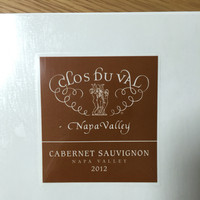 CLOS DU VAL
Napa Valley
CABERNET SAUVIGNON
NAPA VALLEY
2012